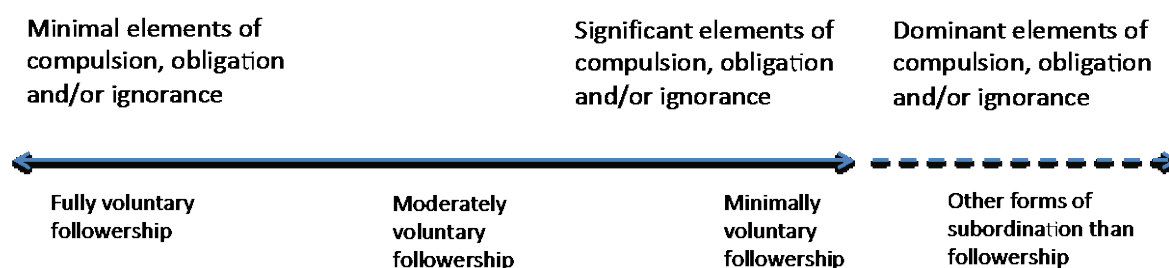 Minimal elements of
compulsion, obligation
and/or ignorance
Significant elements of
compulsion, obligation
and/or ignorance
Dominant elements of
compulsion, obligation
and/or ignorance
Fully voluntary
followership
Moderately
voluntary
followership
Minimally
voluntary
followership
Other forms of
subordination than
followership